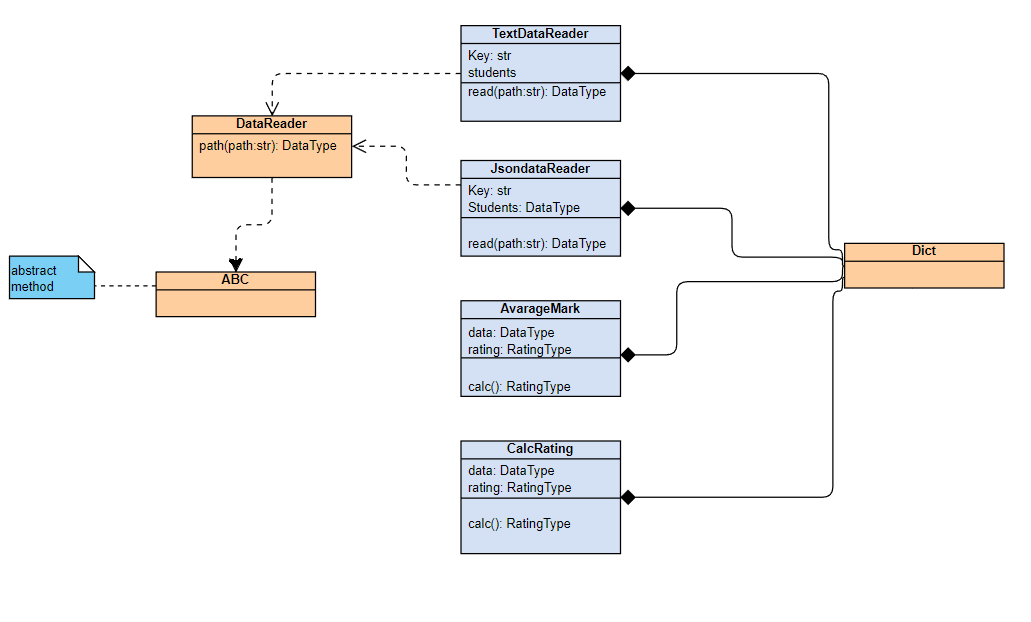 TextDataReader
Key: str
students
read(path:str): DataType
DataReader
path(path:str): DataType
JsondataReader
Key: str
Students: DataType
read(path:str): DataType
Dict
abstract
method
ABC
AvarageMark
data: DataType
rating: RatingType
calc(): RatingType
CalcRating
data: DataType
rating: RatingType
calc(): RatingType